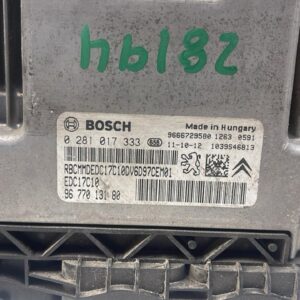 28194
BOSCH
Made in Hungary
9666729580 1263 0591
0 281 017 333 658 11-10-12 1039S46813
RBCMMDEDC17C10DV6D97CEM01
EDC17C10
96 770 131 80